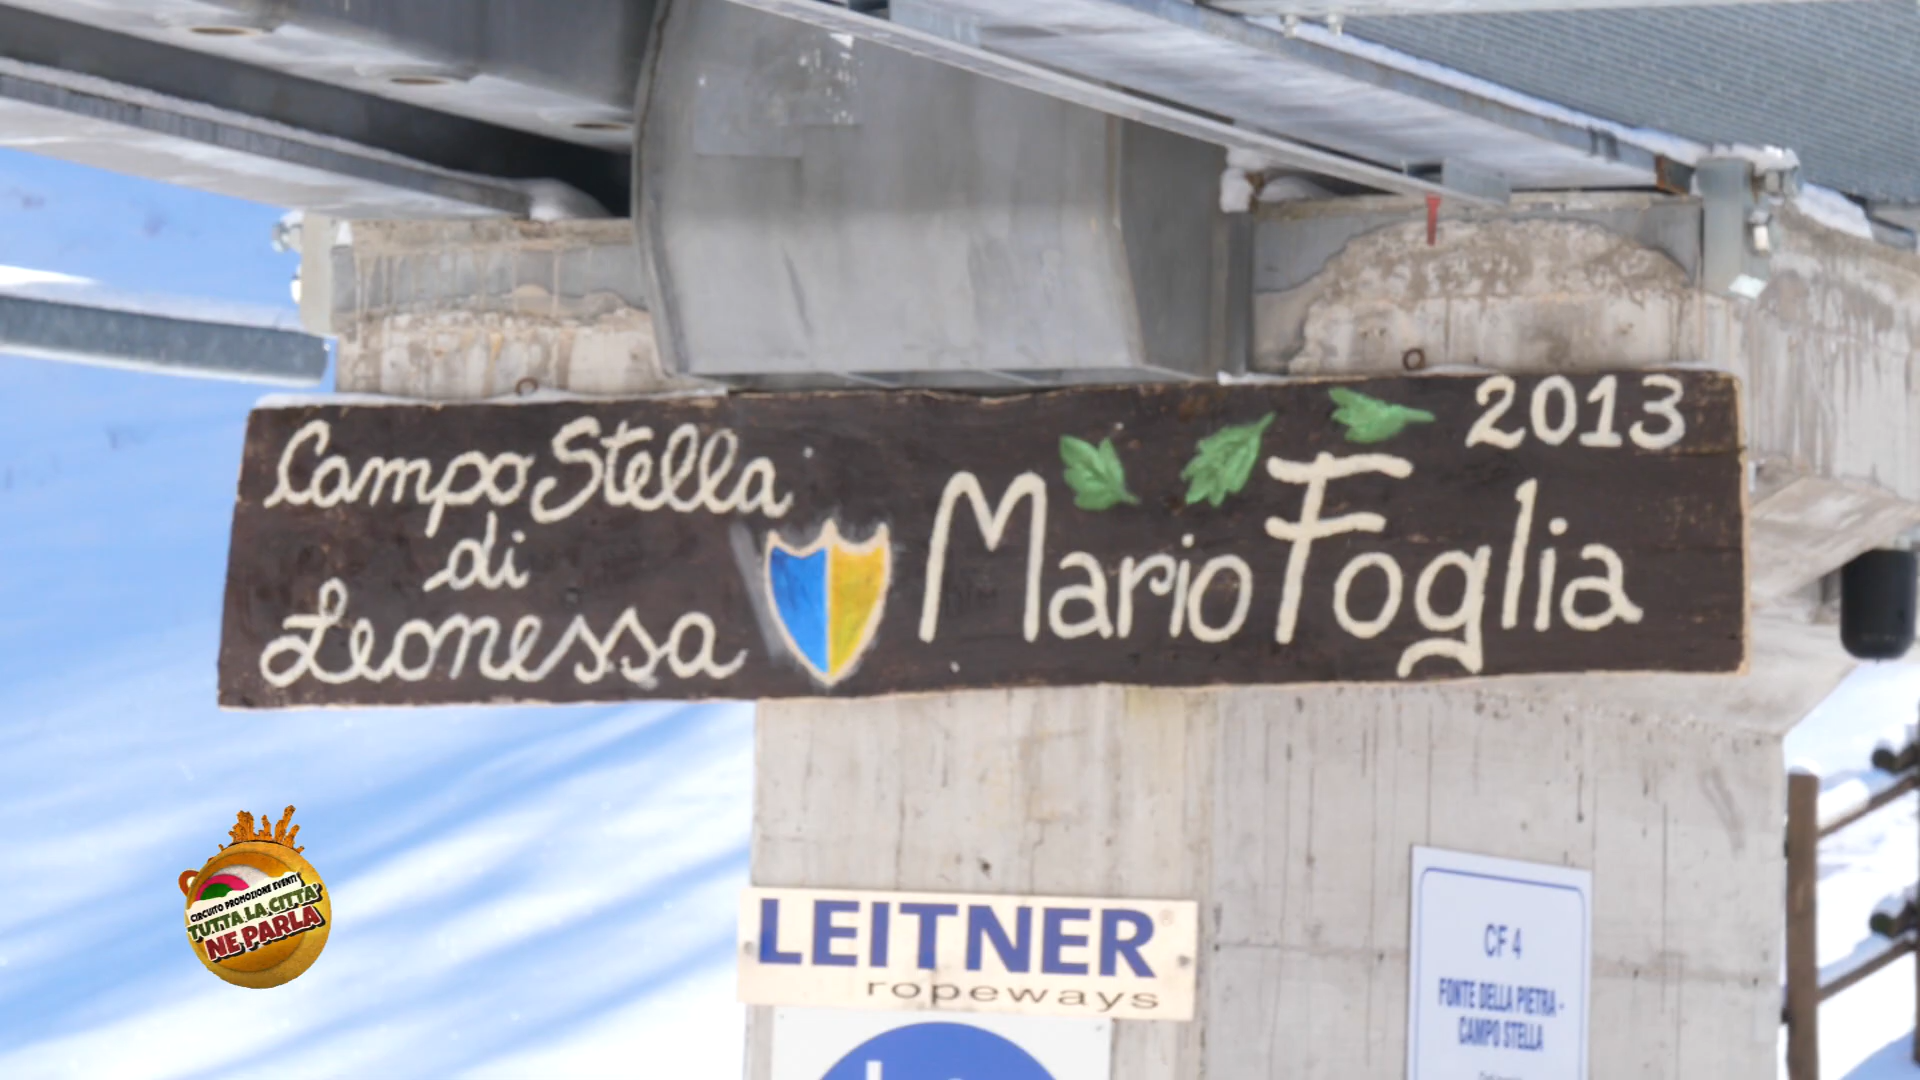 Campo Stella
di
Leonessa
Mario Foglia
2013
LEITNER®
ropeways
CF 4
FONTE DELLA PIETRA -
CAMPO STELLA
CIRCUITO PROMOZIONE EVENTI
TUTTA LA CITTA'
NE PARLA